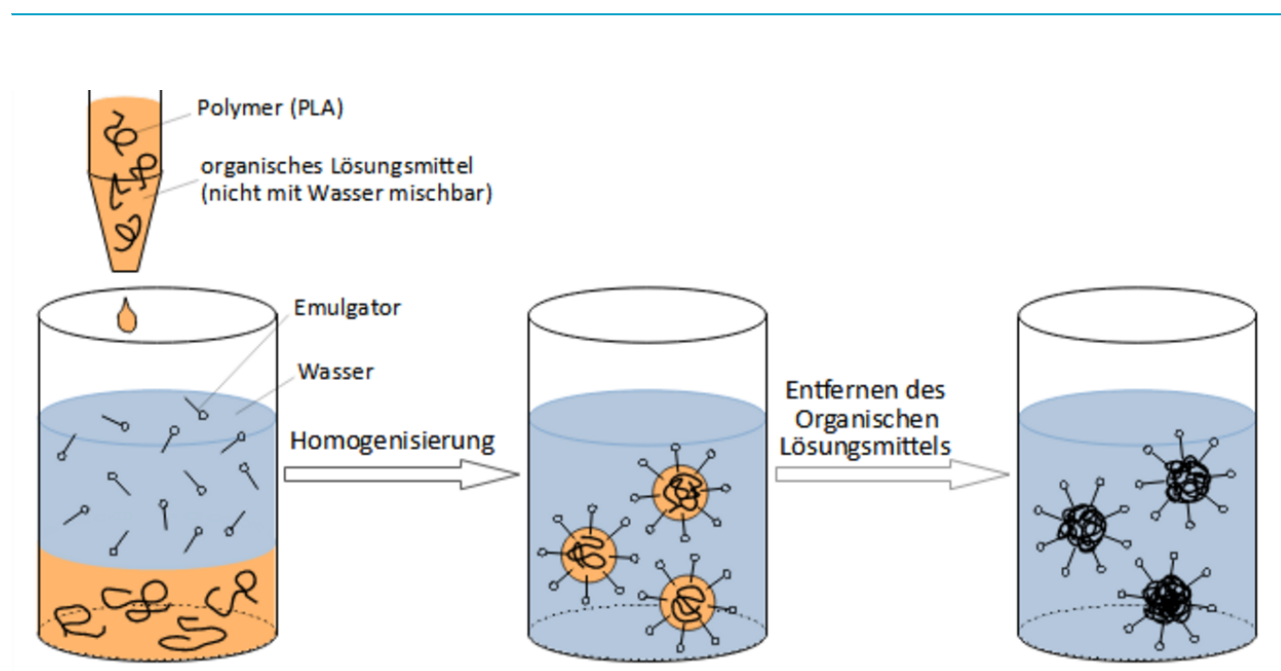 Polymer (PLA)
organisches Lösungsmittel
(nicht mit Wasser mischbar)
Emulgator
Wasser
Homogenisierung
Entfernen des
Organischen
Lösungsmittels